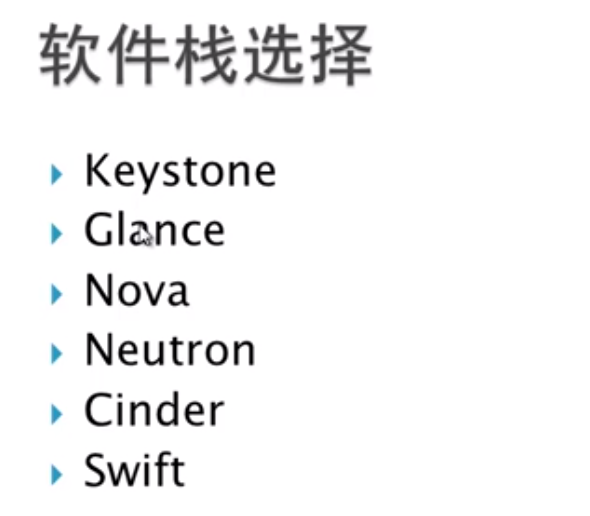 软件栈选择
Keystone
Glance
Nova
Neutron
Cinder
Swift